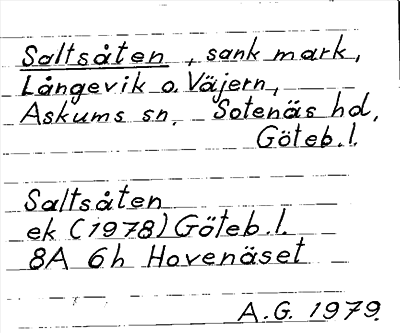 Saltsåten, sank mark,
Långevik o. Väjern,
Askums sn, Sotenäs hd,
Göteb.l.
Saltsåten
ek (1978) Göteb.l.
8A 6h Hovenäset
A.G. 1979.